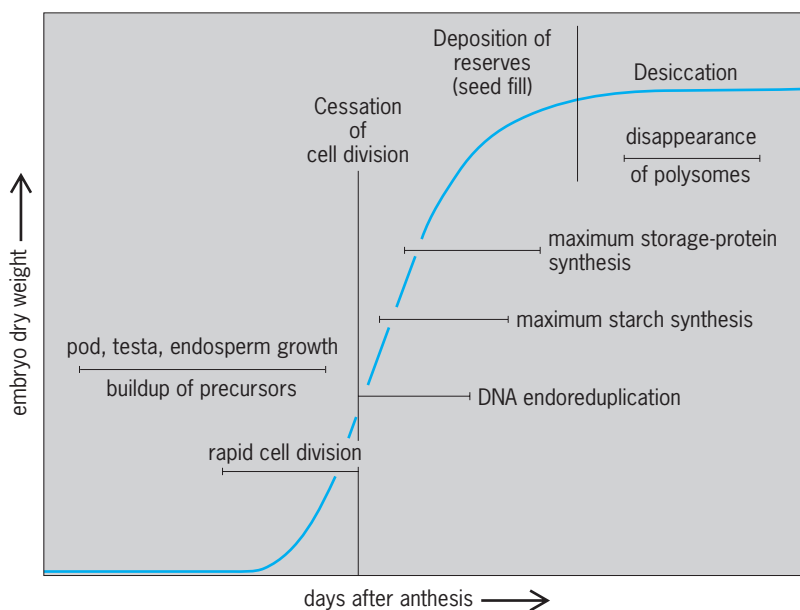 Deposition of
reserves
(seed fill)
Desiccation
Cessation
of
cell division
disappearance
of polysomes
maximum storage-protein
synthesis
maximum starch synthesis
pod, testa, endosperm growth
buildup of precursors
DNA endoreduplication
rapid cell division
embryo dry weight
days after anthesis